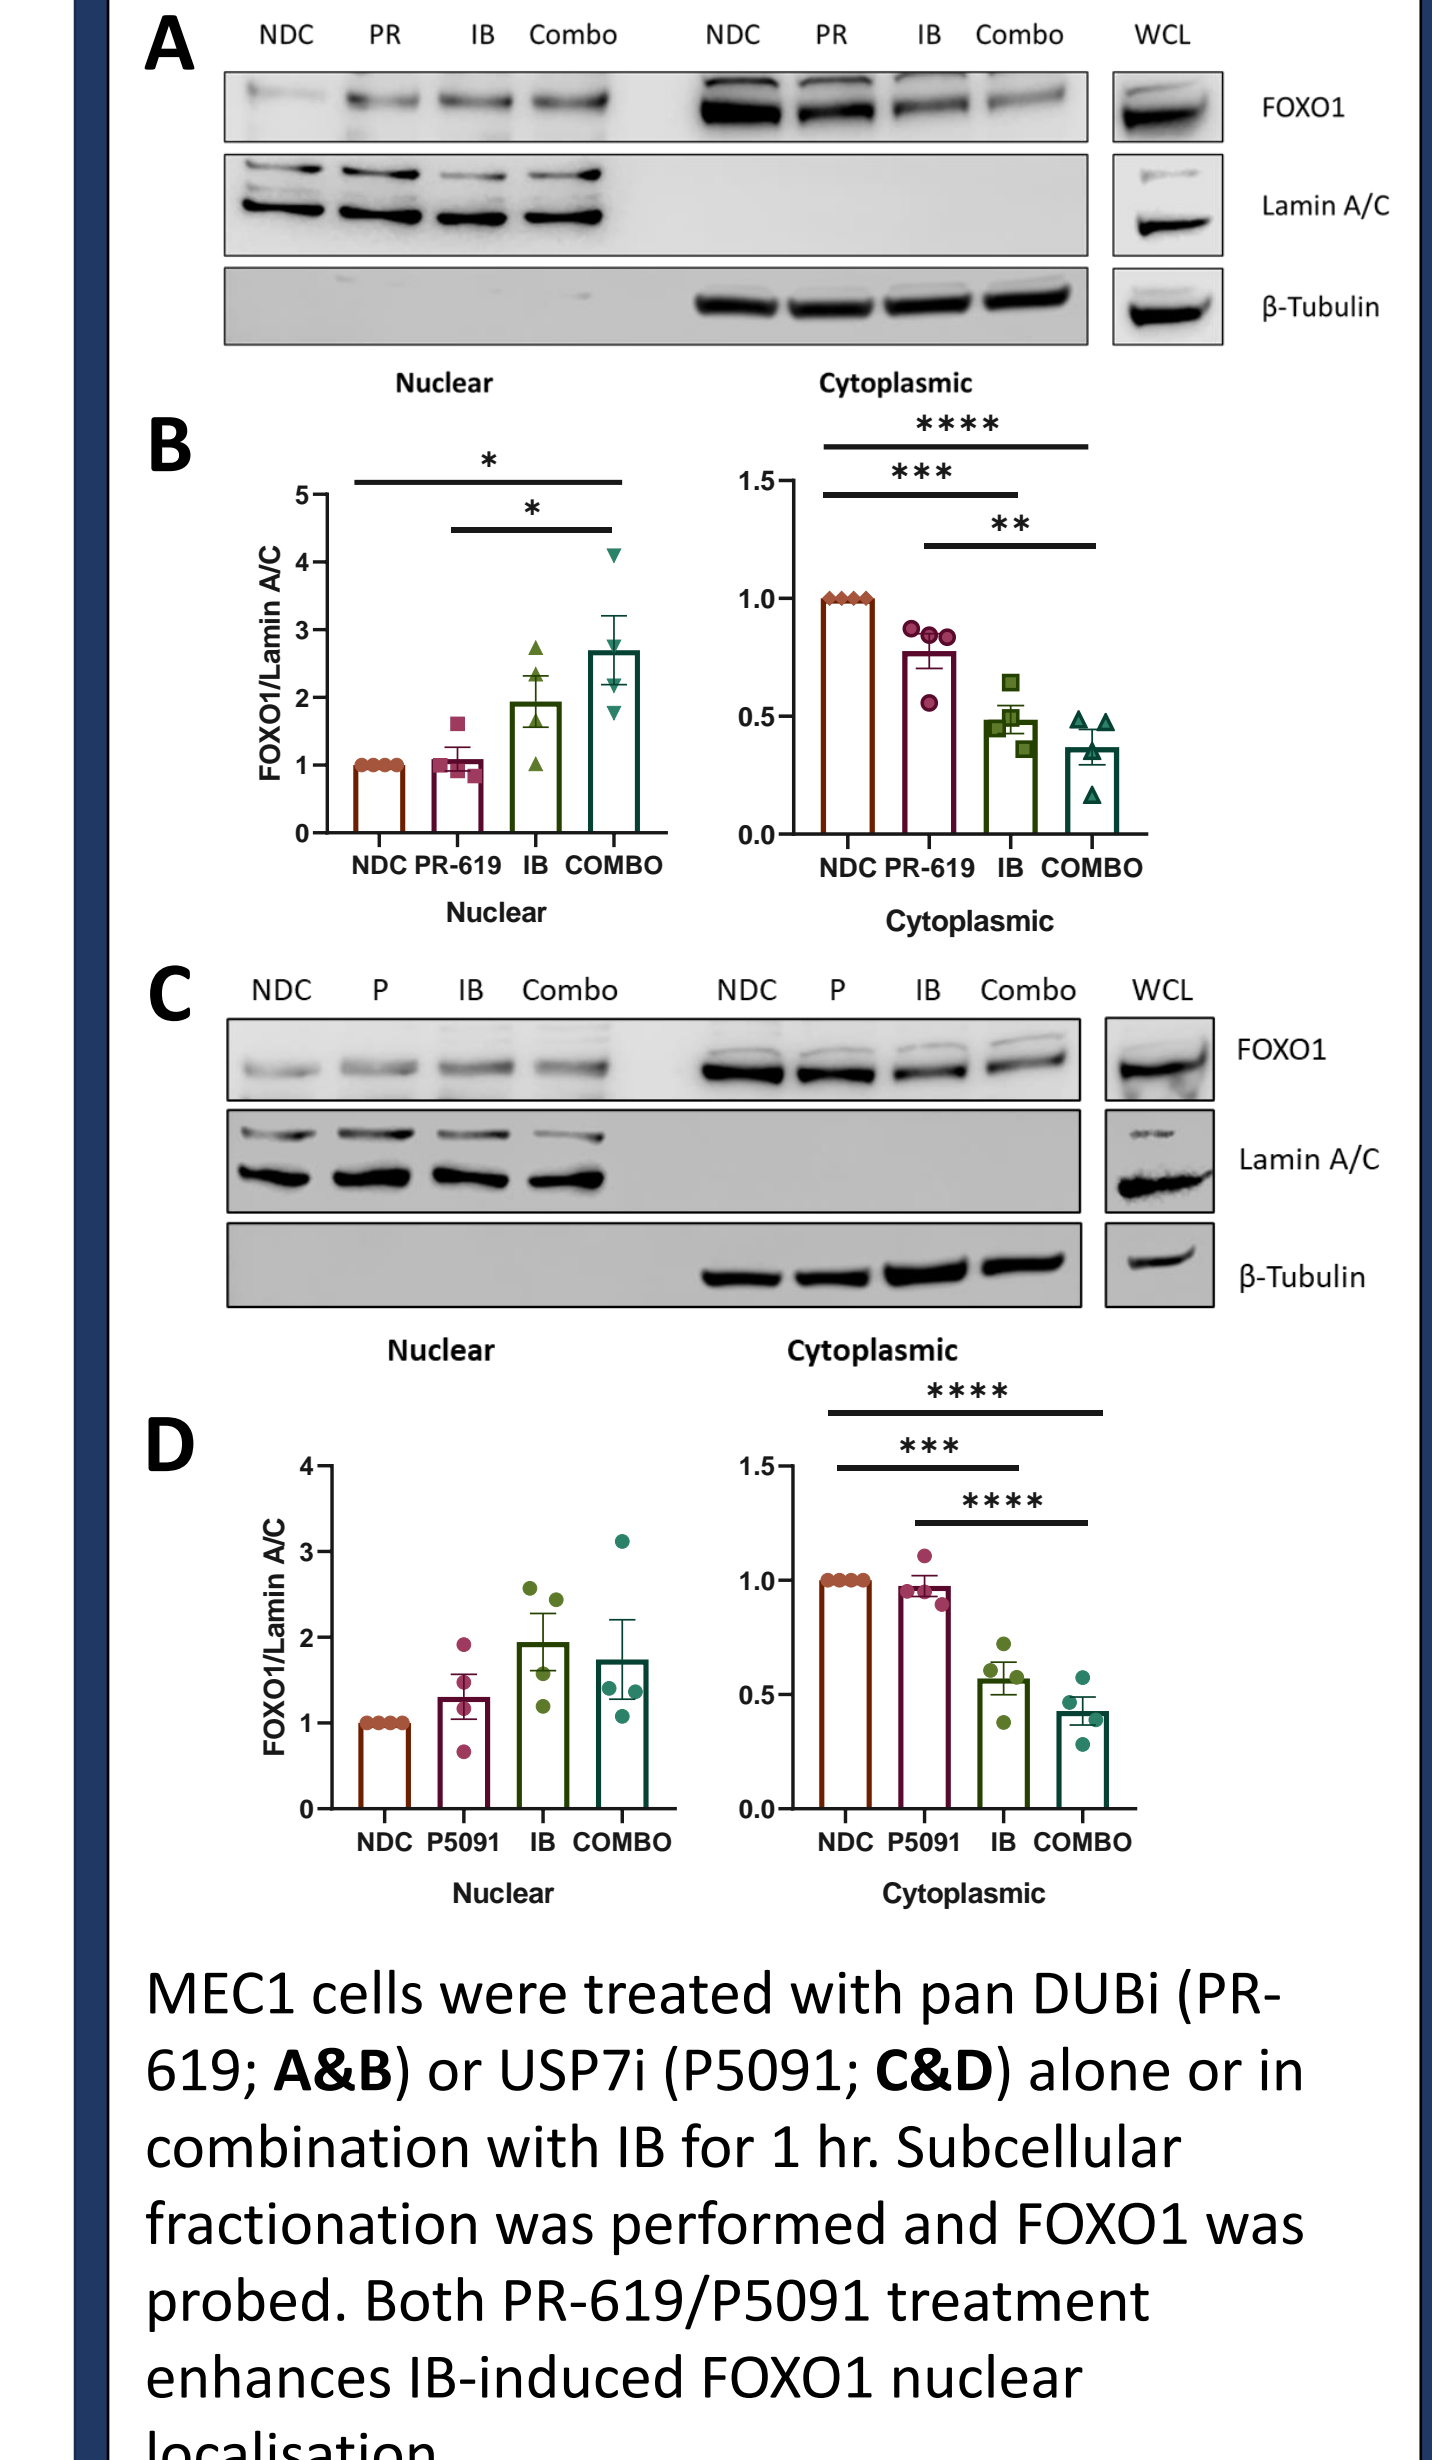 A
NDC PR IB Combo NDC PR IB Combo WCL
FOXO1
Lamin A/C
β-Tubulin
Nuclear Cytoplasmic
B
* *
FOXO1/Lamin A/C
5
4
3
2
1
0
NDC PR-619 IB COMBO
Nuclear
****
***
**
1.5
1.0
0.5
0.0
NDC PR-619 IB COMBO
Cytoplasmic
C
NDC P IB Combo NDC P IB Combo WCL
FOXO1
Lamin A/C
β-Tubulin
Nuclear Cytoplasmic
D
FOXO1/Lamin A/C
4
3
2
1
0
NDC P5091 IB COMBO
Nuclear
****
***
****
1.5
1.0
0.5
0.0
NDC P5091 IB COMBO
Cytoplasmic
MEC1 cells were treated with pan DUBi (PR-
619; A&B) or USP7i (P5091; C&D) alone or in
combination with IB for 1 hr. Subcellular
fractionation was performed and FOXO1 was
probed. Both PR-619/P5091 treatment
enhances IB-induced FOXO1 nuclear
localisation